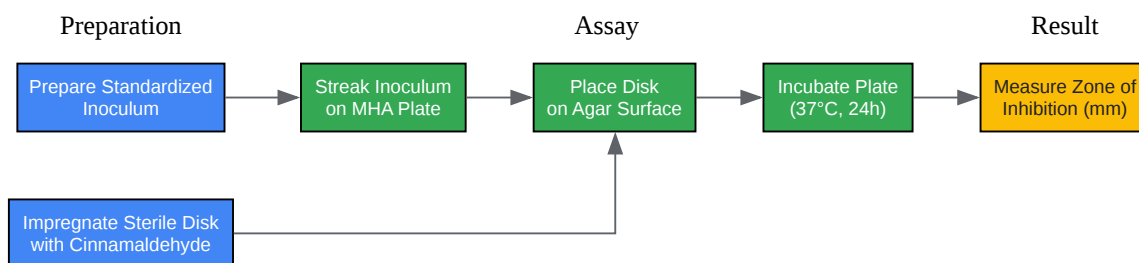 Preparation
Assay
Result
Prepare Standardized
Inoculum
Streak Inoculum
on MHA Plate
Place Disk
on Agar Surface
Incubate Plate
(37°C, 24h)
Measure Zone of
Inhibition (mm)
Impregnate Sterile Disk
with Cinnamaldehyde